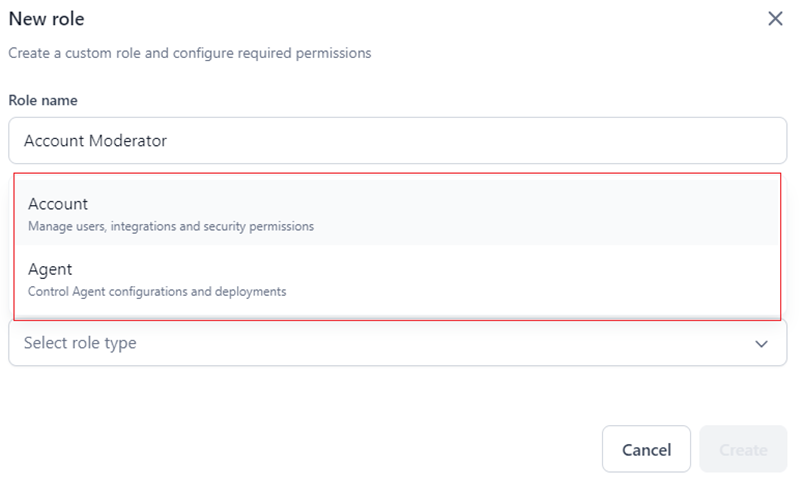 New role
Create a custom role and configure required permissions
Role name
Account Moderator
Account
Manage users, integrations and security permissions
Agent
Control Agent configurations and deployments
Select role type
Cancel
Create